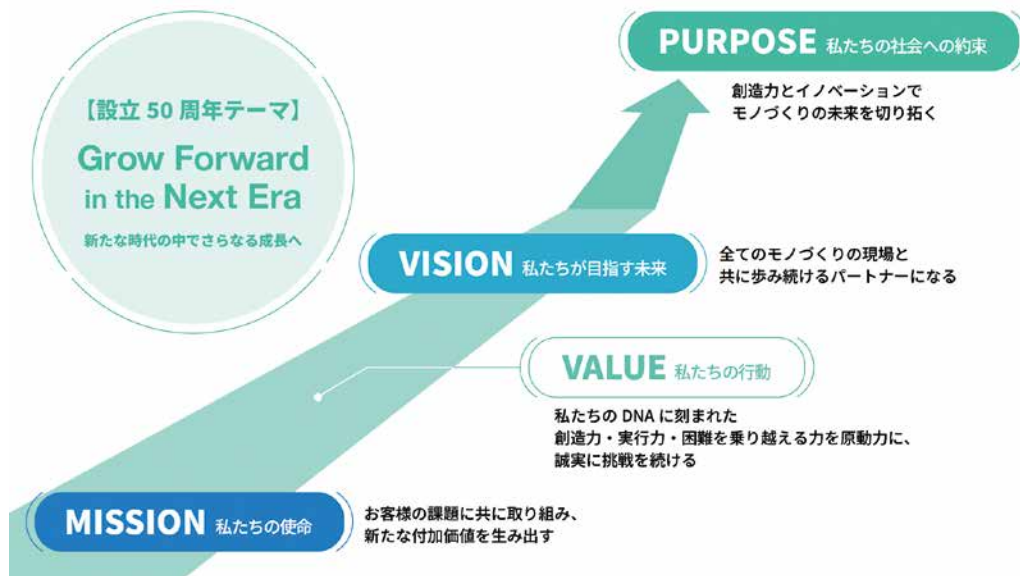 【設立 50 周年テーマ】
Grow Forward
in the Next Era
新たな時代の中でさらなる成長へ
PURPOSE 私たちの社会への約束
創造力とイノベーションで
モノづくりの未来を切り拓く
VISION 私たちが目指す未来
全てのモノづくりの現場と
共に歩み続けるパートナーになる
VALUE 私たちの行動
私たちの DNA に刻まれた
創造力・実行力・困難を乗り越える力を原動力に、
誠実に挑戦を続ける
MISSION 私たちの使命
お客様の課題に共に取り組み、
新たな付加価値を生み出す